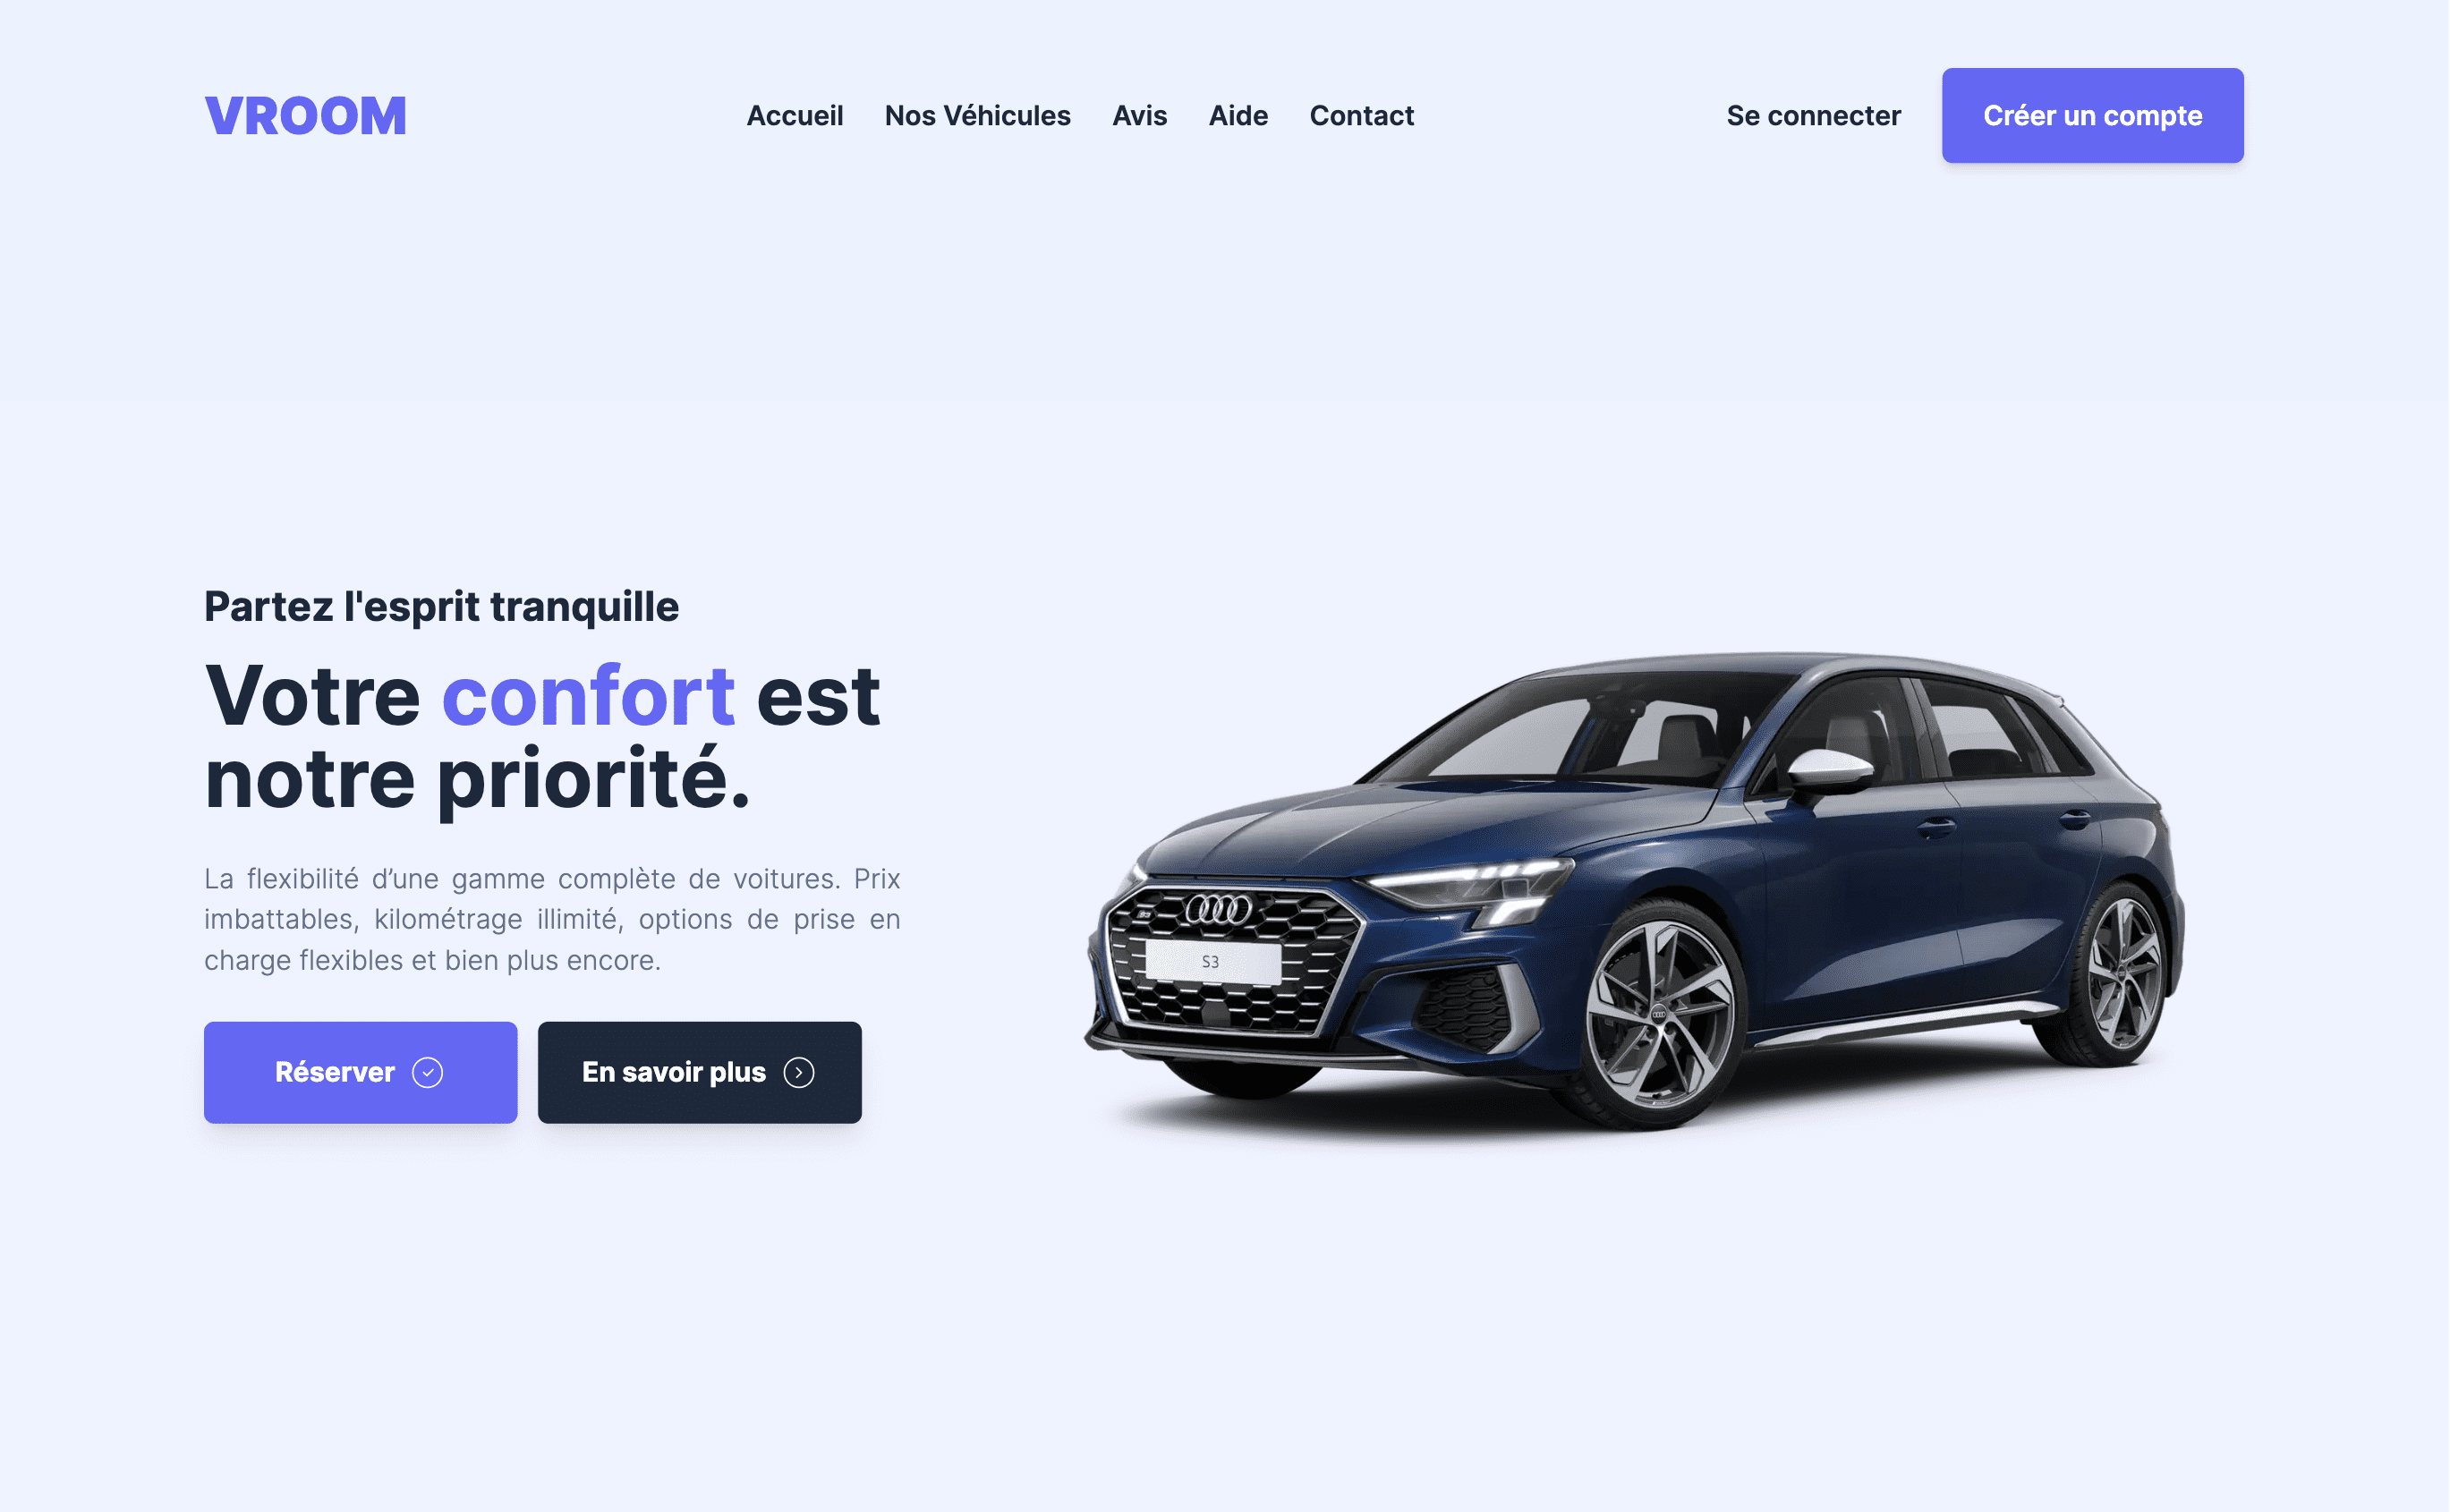 VROOM
Accueil Nos Véhicules Avis Aide Contact
Se connecter
Créer un compte
Partez l'esprit tranquille
Votre confort est
notre priorité.
La flexibilité d’une gamme complète de voitures. Prix
imbattables, kilométrage illimité, options de prise en
charge flexibles et bien plus encore.
Réserver
En savoir plus
S3